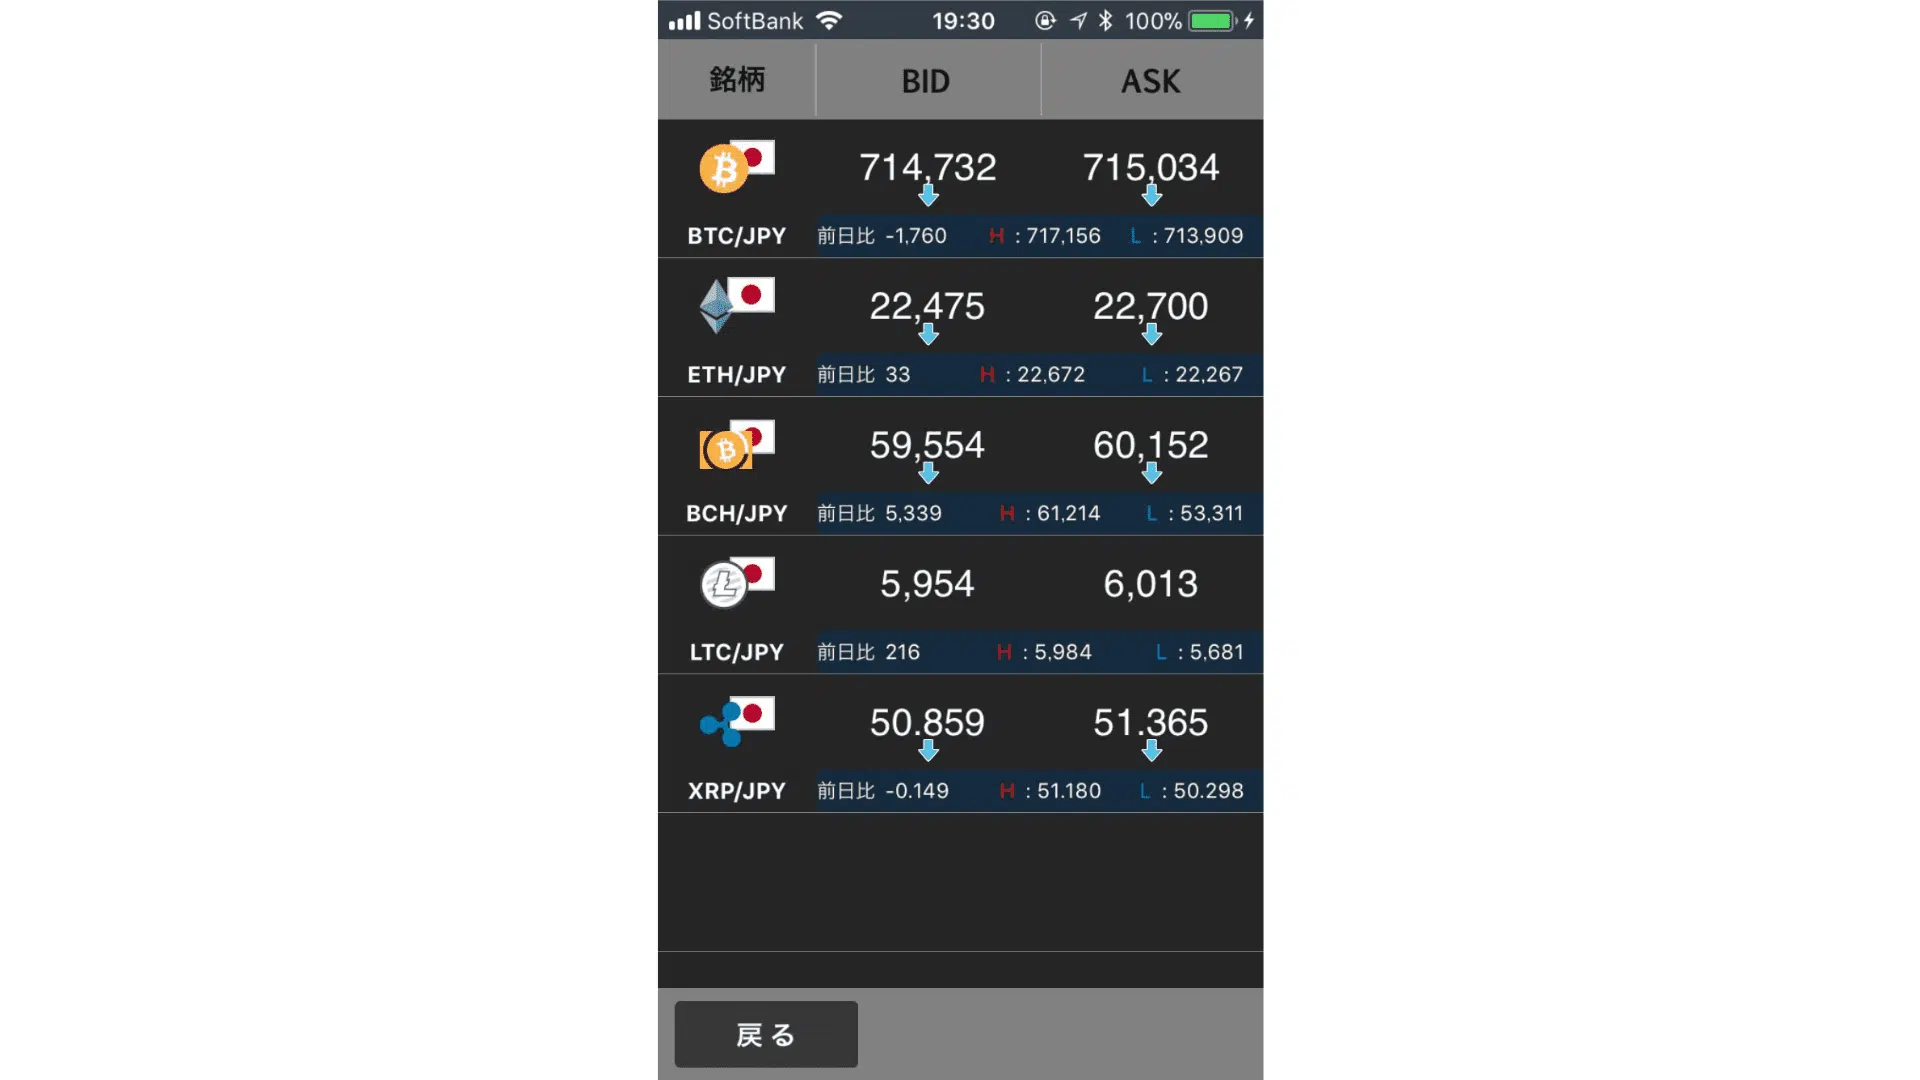 SoftBank 19:30 100%
銘柄 BID ASK
714,732 715,034
BTC/JPY 前日比 -1,760 H : 717,156 L : 713,909
22,475 22,700
ETH/JPY 前日比 33 H : 22,672 L : 22,267
59,554 60,152
BCH/JPY 前日比 5,339 H : 61,214 L : 53,311
5,954 6,013
LTC/JPY 前日比 216 H : 5,984 L : 5,681
50.859 51.365
XRP/JPY 前日比 -0.149 H : 51.180 L : 50.298
戻る